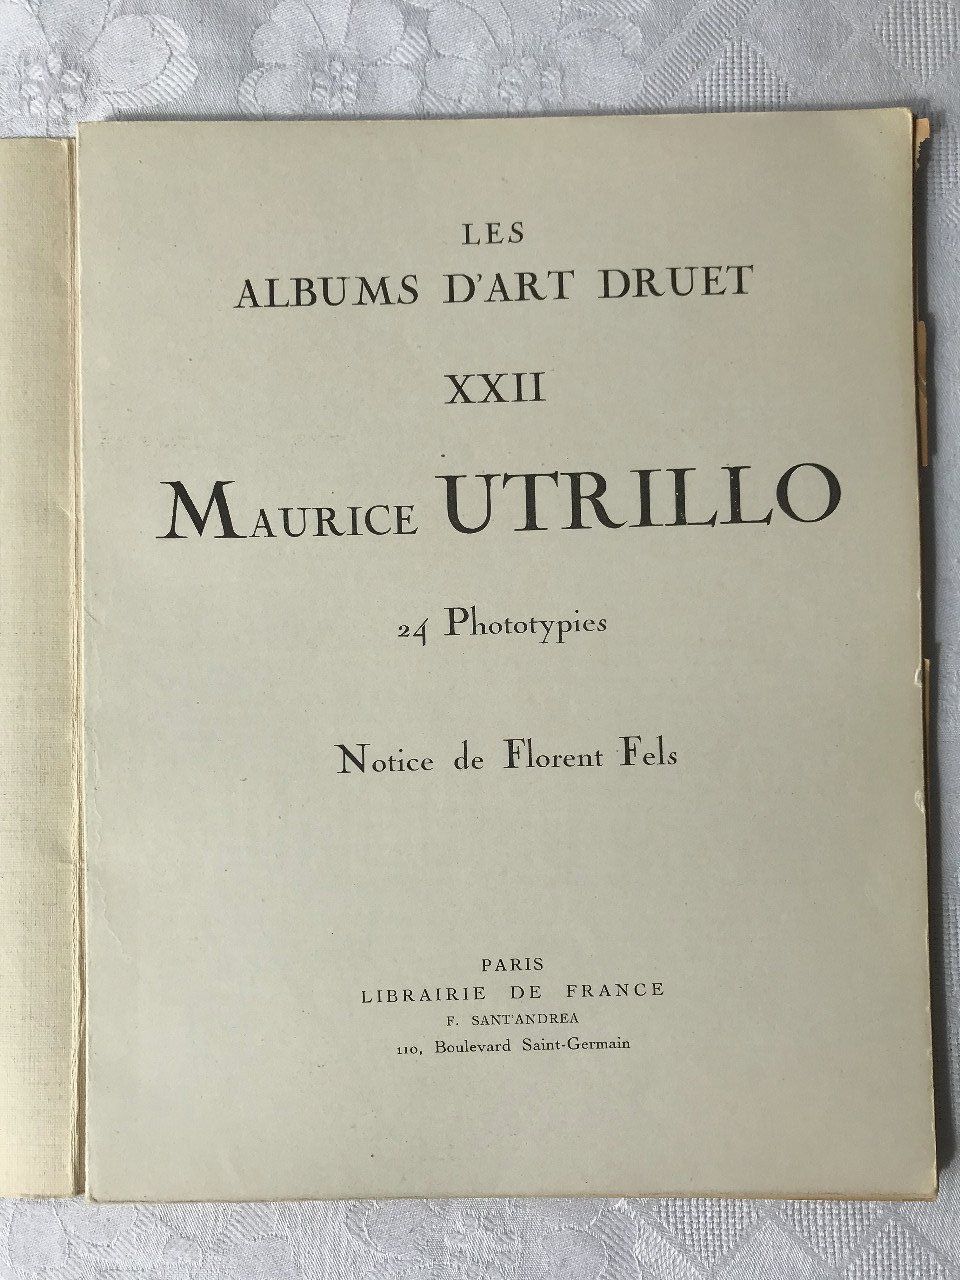 LES
ALBUMS D'ART DRUET
XXII
MAURICE UTRILLO
24 Phototypies
Notice de Florent Fels
PARIS
LIBRAIRIE DE FRANCE
F. SANT'ANDREA
110, Boulevard Saint-Germain